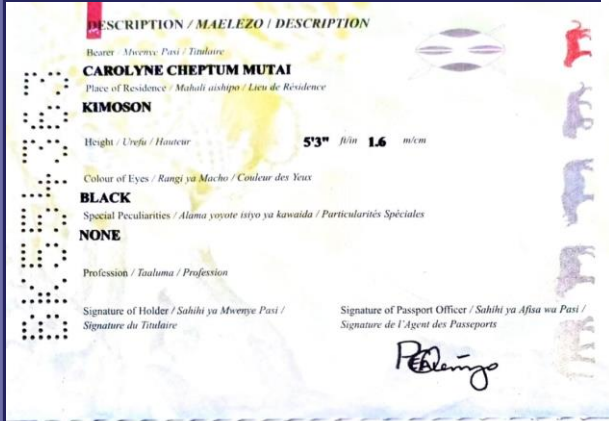 DESCRIPTION / MAELEZO / DESCRIPTION
Bearer / Mwenye Pasi / Titulaire
CAROLYNE CHEPTUM MUTAI
Place of Residence / Mahali aishipo / Lieu de Résidence
KIMOSON
Height / Urefu / Hauteur 5'3" ft/in 1.6 m/cm
Colour of Eyes / Rangi ya Macho / Couleur des Yeux
BLACK
Special Peculiarities / Alama yoyote isiyo ya kawaida / Particularités Spéciales
NONE
Profession / Taaluma / Profession
Signature of Holder / Sahihi ya Mwenye Pasi /
Signature du Titulaire
Signature of Passport Officer / Sahihi ya Afisa wa Pasi /
Signature de l'Agent des Passeports
BK554363